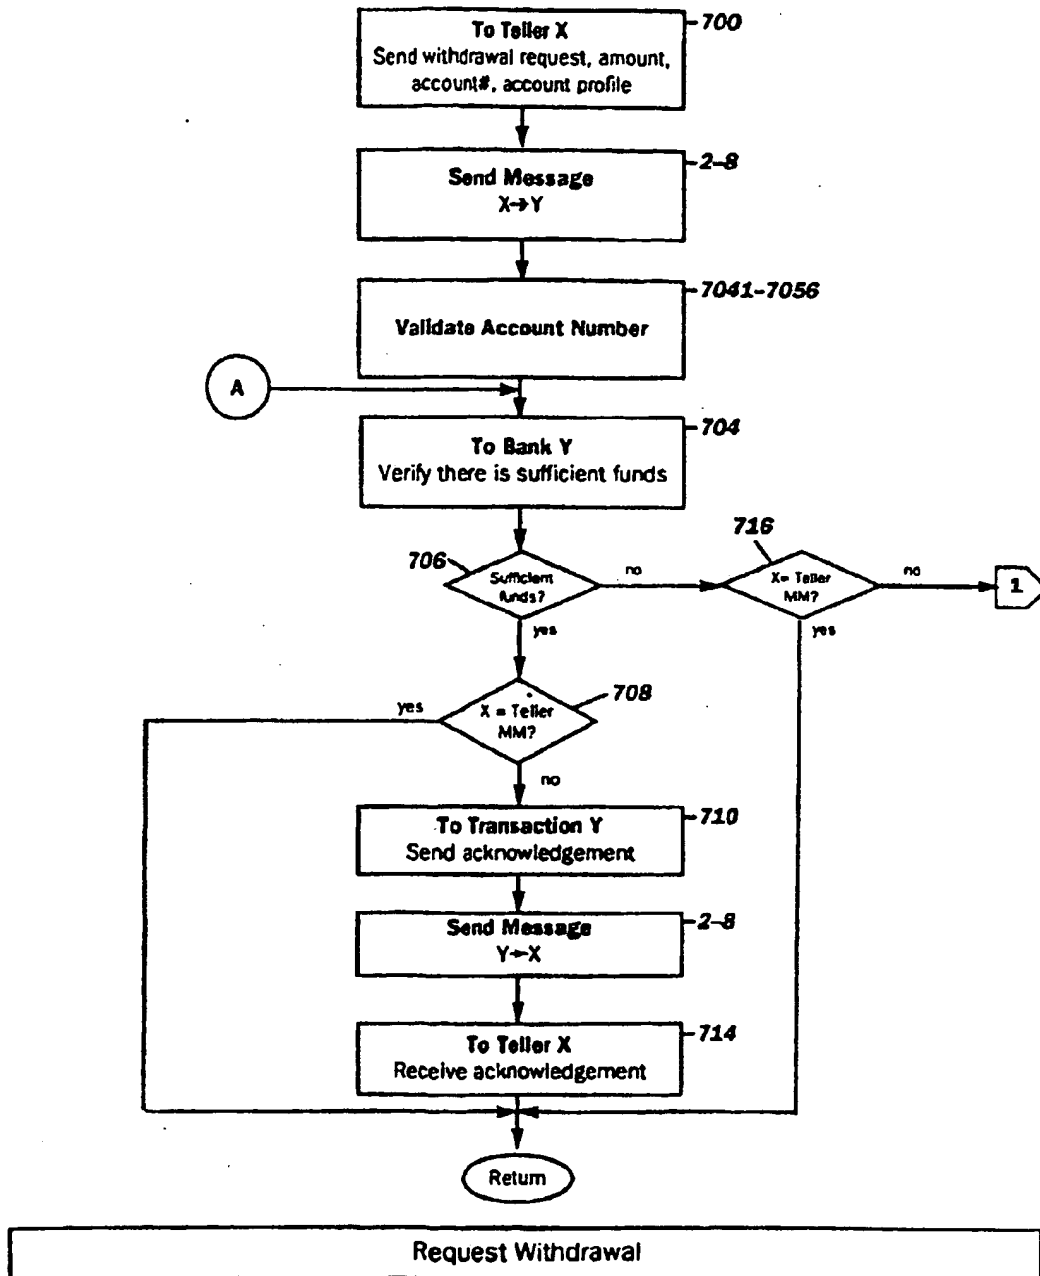 To Teller X
700
Send withdrawal request, amount,
account#, account profile
Send Message
2-8
X→Y
7041-7056
Validate Account Number
A
To Bank Y
704
Verify there is sufficient funds
706
Sufficient
funds?
no
716
X= Teller
MM?
no
1
yes
yes
yes
X = Teller
MM?
708
no
To Transaction Y
710
Send acknowledgement
Send Message
2-8
Y→X
To Teller X
714
Receive acknowledgement
Return
Request Withdrawal